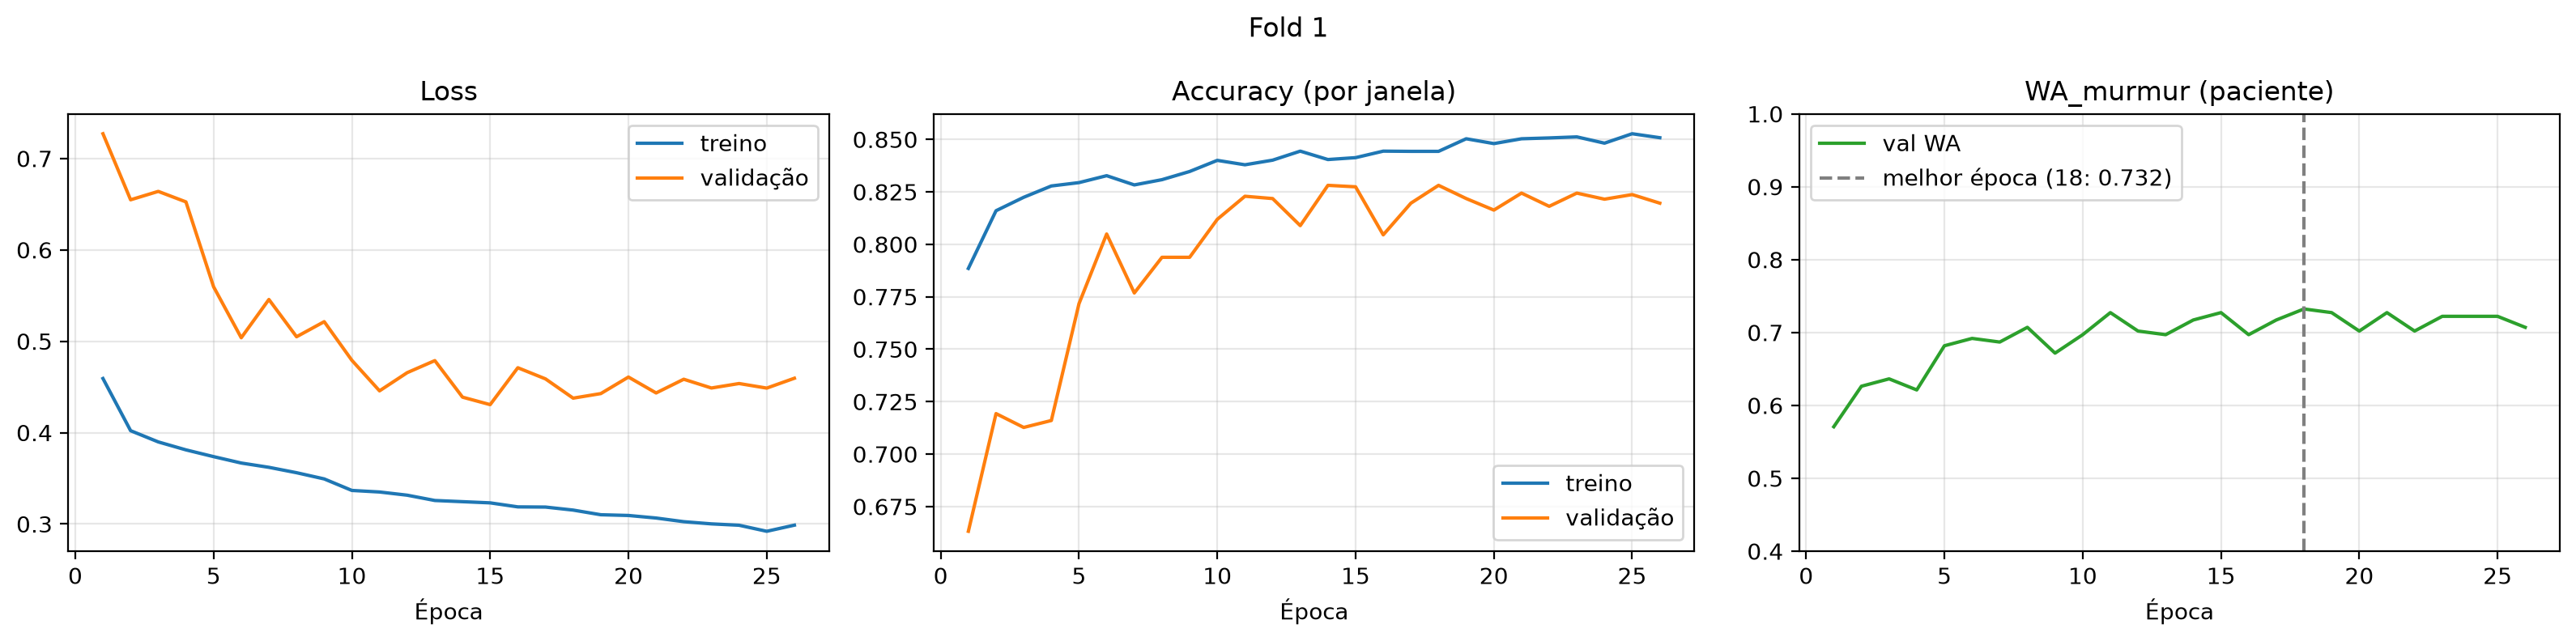 Fold 1
Loss
0.7
0.6
0.5
0.4
0.3
0 5 10 15 20 25
Época
treino
validação
Accuracy (por janela)
0.850
0.825
0.800
0.775
0.750
0.725
0.700
0.675
0 5 10 15 20 25
Época
treino
validação
WA_murmur (paciente)
1.0
0.9
0.8
0.7
0.6
0.5
0.4
0 5 10 15 20 25
Época
val WA
melhor época (18: 0.732)